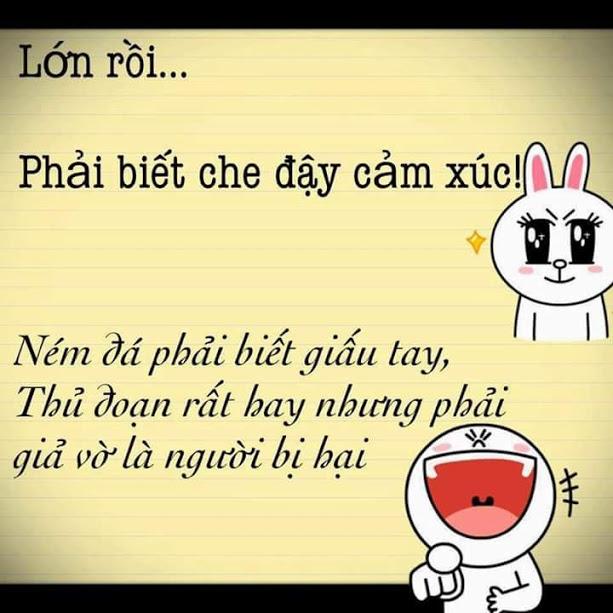 Lớn rồi...
Phải biết che đậy cảm xúc!
Ném đá phải biết giấu tay,
Thủ đoạn rất hay nhưng phải
giả vờ là người bị hại